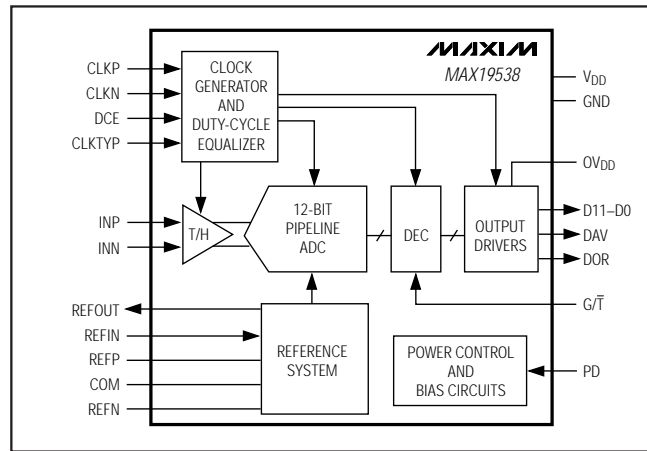 MAXIM
MAX19538
CLKP
CLKN
DCE
CLKTYP
CLOCK
GENERATOR
AND
DUTY-CYCLE
EQUALIZER
VDD
GND
OVDD
INP
INN
T/H
12-BIT
PIPELINE
ADC
DEC
OUTPUT
DRIVERS
D11–D0
DAV
DOR
G/T̅
REFOUT
REFIN
REFP
COM
REFN
REFERENCE
SYSTEM
POWER CONTROL
AND
BIAS CIRCUITS
PD